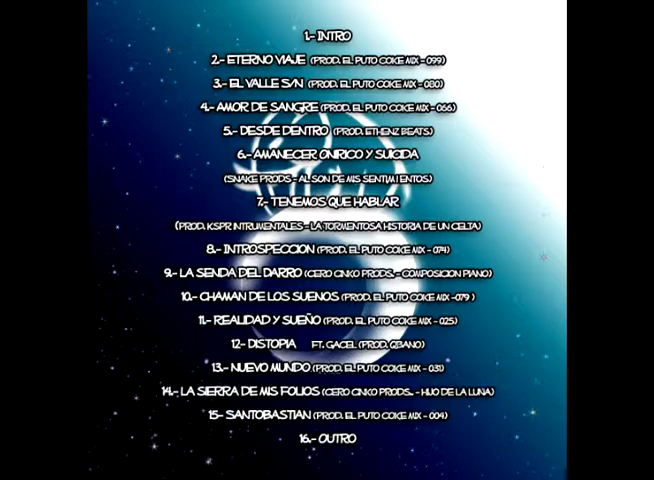 1.- INTRO
2.- ETERNO VIAJE (PROD. EL PUTO COKE MIX - 099)
3.- EL VALLE S/N (PROD. EL PUTO COKE MIX - 080)
4.- AMOR DE SANGRE (PROD. EL PUTO COKE MIX - 066)
5.- DESDE DENTRO (PROD. ETHENZ BEATS)
6.- AMANECER ONIRICO Y SUICIDA
(SNAKE PRODS - AL SON DE MIS SENTIMIENTOS)
7.- TENEMOS QUE HABLAR
(PROD. KSPR INTRUMENTALES - LA TORMENTOSA HISTORIA DE UN CELTA)
8.- INTROSPECCION (PROD. EL PUTO COKE MIX - 074)
9.- LA SENDA DEL DARRO (CERO CINKO PRODS. - COMPOSICION PIANO)
10.- CHAMAN DE LOS SUENOS (PROD. EL PUTO COKE MIX -079 )
11.- REALIDAD Y SUEÑO (PROD. EL PUTO COKE MIX - 025)
12- DISTOPIA FT. GACEL (PROD. QBANO)
13.- NUEVO MUNDO (PROD. EL PUTO COKE MIX - 031)
14.- LA SIERRA DE MIS FOLIOS (CERO CINKO PRODS.. - HIJO DE LA LUNA)
15- SANTOBASTIAN (PROD. EL PUTO COKE MIX - 004)
16.- OUTRO